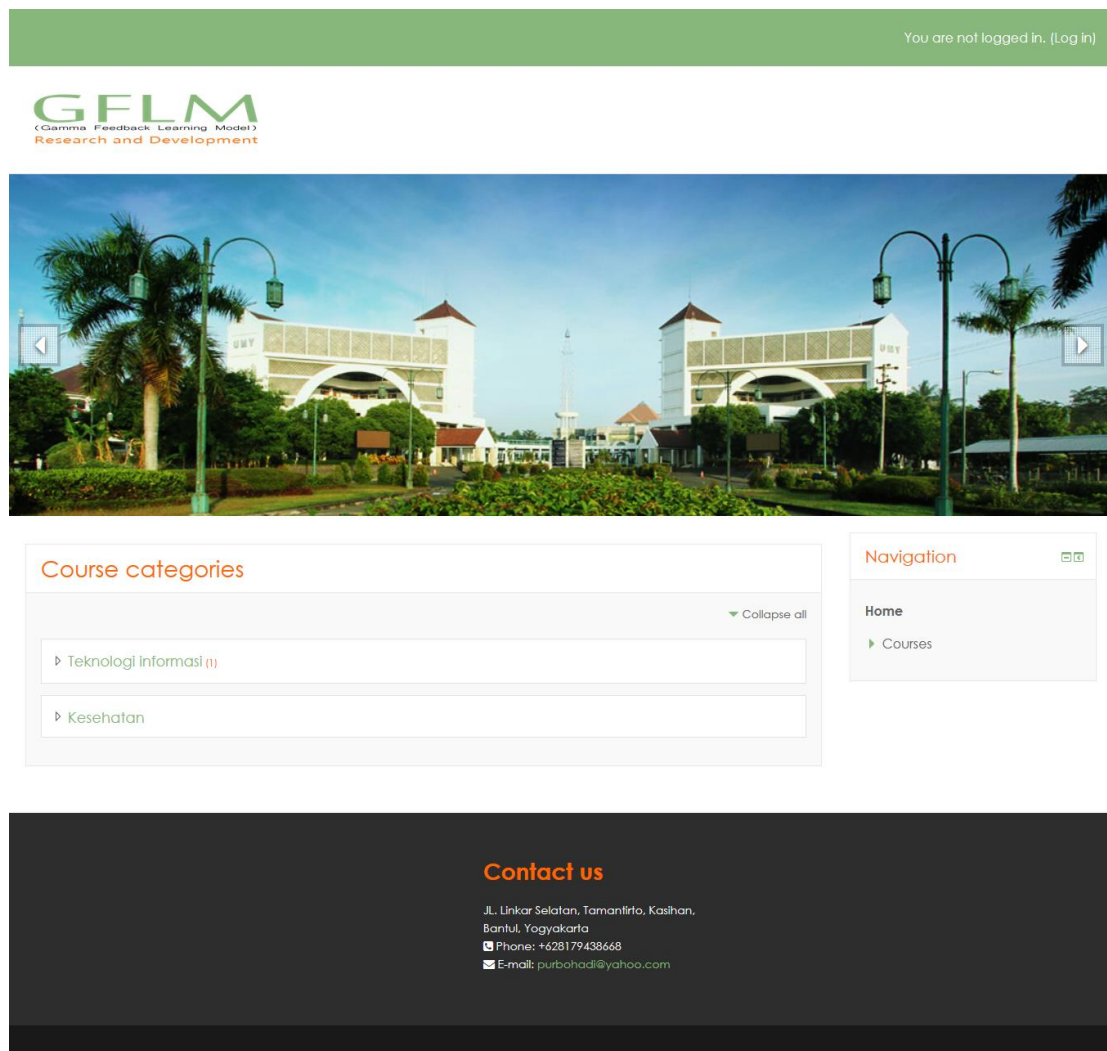 You are not logged in. (Log in)
GFLM
(Gamma Feedback Learning Model)
Research and Development
UMY
UMY
Course categories
Collapse all
Teknologi informasi (1)
Kesehatan
Navigation
Home
Courses
Contact us
JL. Linkar Selatan, Tamantirto, Kasihan,
Bantul, Yogyakarta
Phone: +628179438668
E-mail: purbohadi@yahoo.com